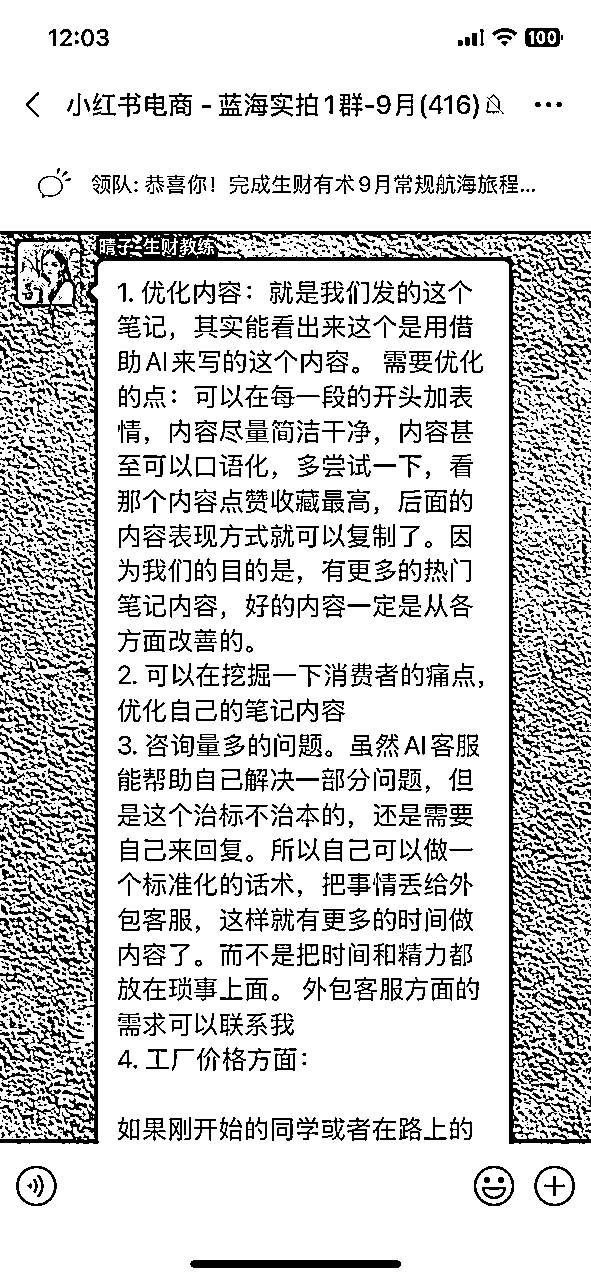 12:03
100
小红书电商 - 蓝海实拍1群-9月(416)
领队: 恭喜你！完成生财有术9月常规航海旅程...
晴子-生财教练
1. 优化内容：就是我们发的这个
笔记，其实能看出来这个是用借
助AI来写的这个内容。 需要优化
的点：可以在每一段的开头加表
情，内容尽量简洁干净，内容甚
至可以口语化，多尝试一下，看
那个内容点赞收藏最高，后面的
内容表现方式就可以复制了。因
为我们的目的是，有更多的热门
笔记内容，好的内容一定是从各
方面改善的。
2. 可以在挖掘一下消费者的痛点，
优化自己的笔记内容
3. 咨询量多的问题。虽然AI客服
能帮助自己解决一部分问题，但
是这个治标不治本的，还是需要
自己来回复。所以自己可以做一
个标准化的话术，把事情丢给外
包客服，这样就有更多的时间做
内容了。而不是把时间和精力都
放在琐事上面。 外包客服方面的
需求可以联系我
4. 工厂价格方面：
如果刚开始的同学或者在路上的